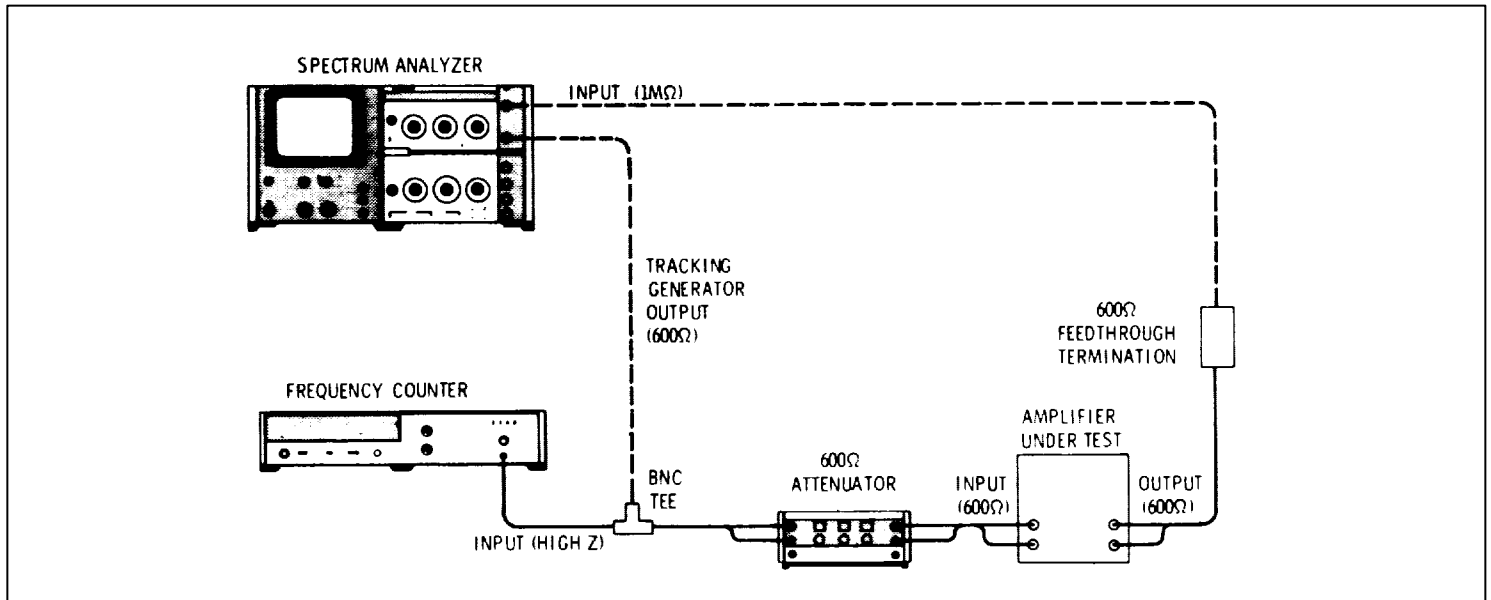 SPECTRUM ANALYZER
INPUT (1MΩ)
TRACKING
GENERATOR
OUTPUT
(600Ω)
600Ω
FEEDTHROUGH
TERMINATION
FREQUENCY COUNTER
AMPLIFIER
UNDER TEST
BNC
TEE
600Ω
ATTENUATOR
INPUT
(600Ω)
OUTPUT
(600Ω)
INPUT (HIGH Z)